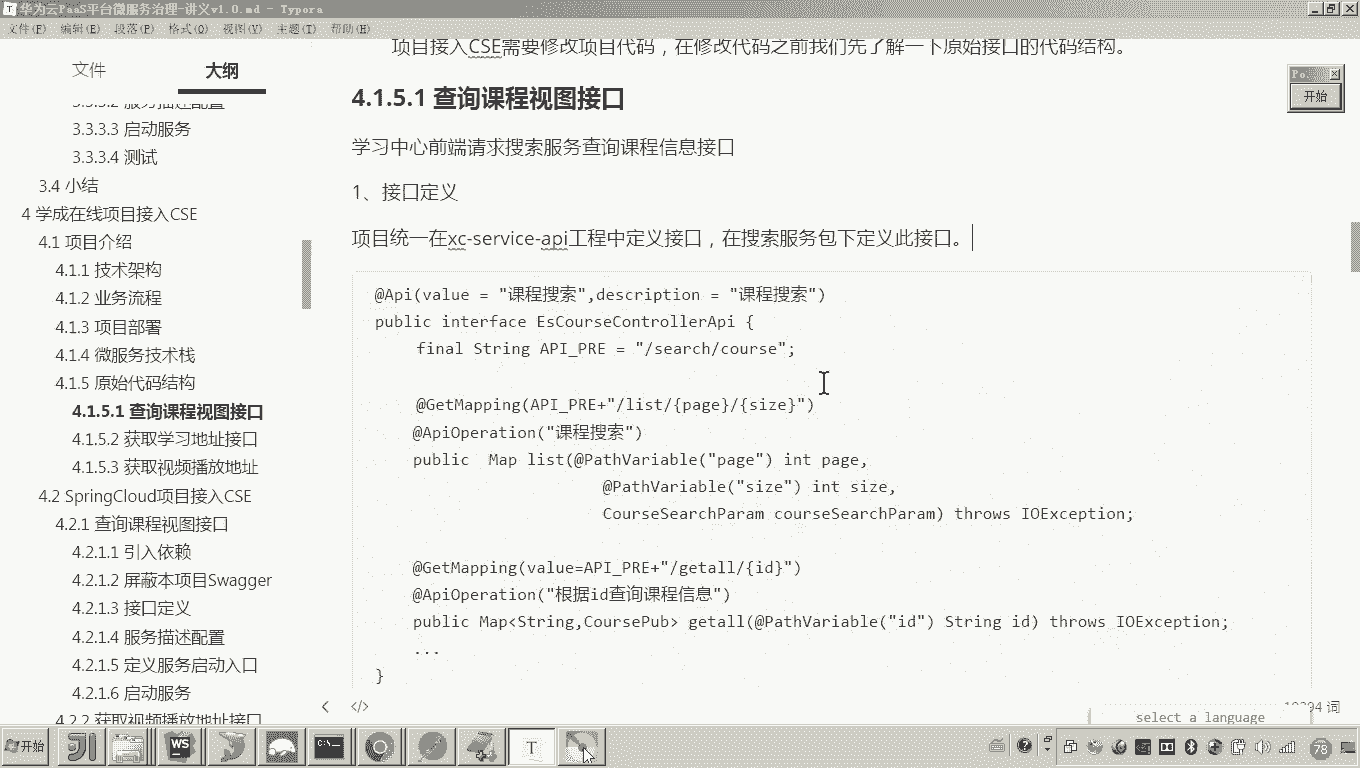 华为云PaaS平台微服务治理-讲义v1.0.md - Typora
文件(F) 编辑(E) 段落(P) 格式(O) 视图(V) 主题(T) 帮助(H)
文件
大纲
3.3.3.2 服务描述配置
3.3.3.3 启动服务
3.3.3.4 测试
3.4 小结
4 学成在线项目接入CSE
4.1 项目介绍
4.1.1 技术架构
4.1.2 业务流程
4.1.3 项目部署
4.1.4 微服务技术栈
4.1.5 原始代码结构
4.1.5.1 查询课程视图接口
4.1.5.2 获取学习地址接口
4.1.5.3 获取视频播放地址
4.2 SpringCloud项目接入CSE
4.2.1 查询课程视图接口
4.2.1.1 引入依赖
4.2.1.2 屏蔽本项目Swagger
4.2.1.3 接口定义
4.2.1.4 服务描述配置
4.2.1.5 定义服务启动入口
4.2.1.6 启动服务
4.2.2 获取视频播放地址接口
项目接入CSE需要修改项目代码，在修改代码之前我们先了解一下原始接口的代码结构。
4.1.5.1 查询课程视图接口
学习中心前端请求搜索服务查询课程信息接口
1、接口定义
项目统一在xc-service-api工程中定义接口，在搜索服务包下定义此接口。
@Api(value = "课程搜索",description = "课程搜索")
public interface EsCourseControllerApi {
final String API_PRE = "/search/course";
@GetMapping(API_PRE+"/list/{page}/{size}")
@ApiOperation("课程搜索")
public  Map list(@PathVariable("page") int page,
@PathVariable("size") int size,
CourseSearchParam courseSearchParam) throws IOException;
@GetMapping(value=API_PRE+"/getall/{id}")
@ApiOperation("根据id查询课程信息")
public Map<String,CoursePub> getall(@PathVariable("id") String id) throws IOException;
...
}
select a language
词
Po.
开始
开始
WS
T
78